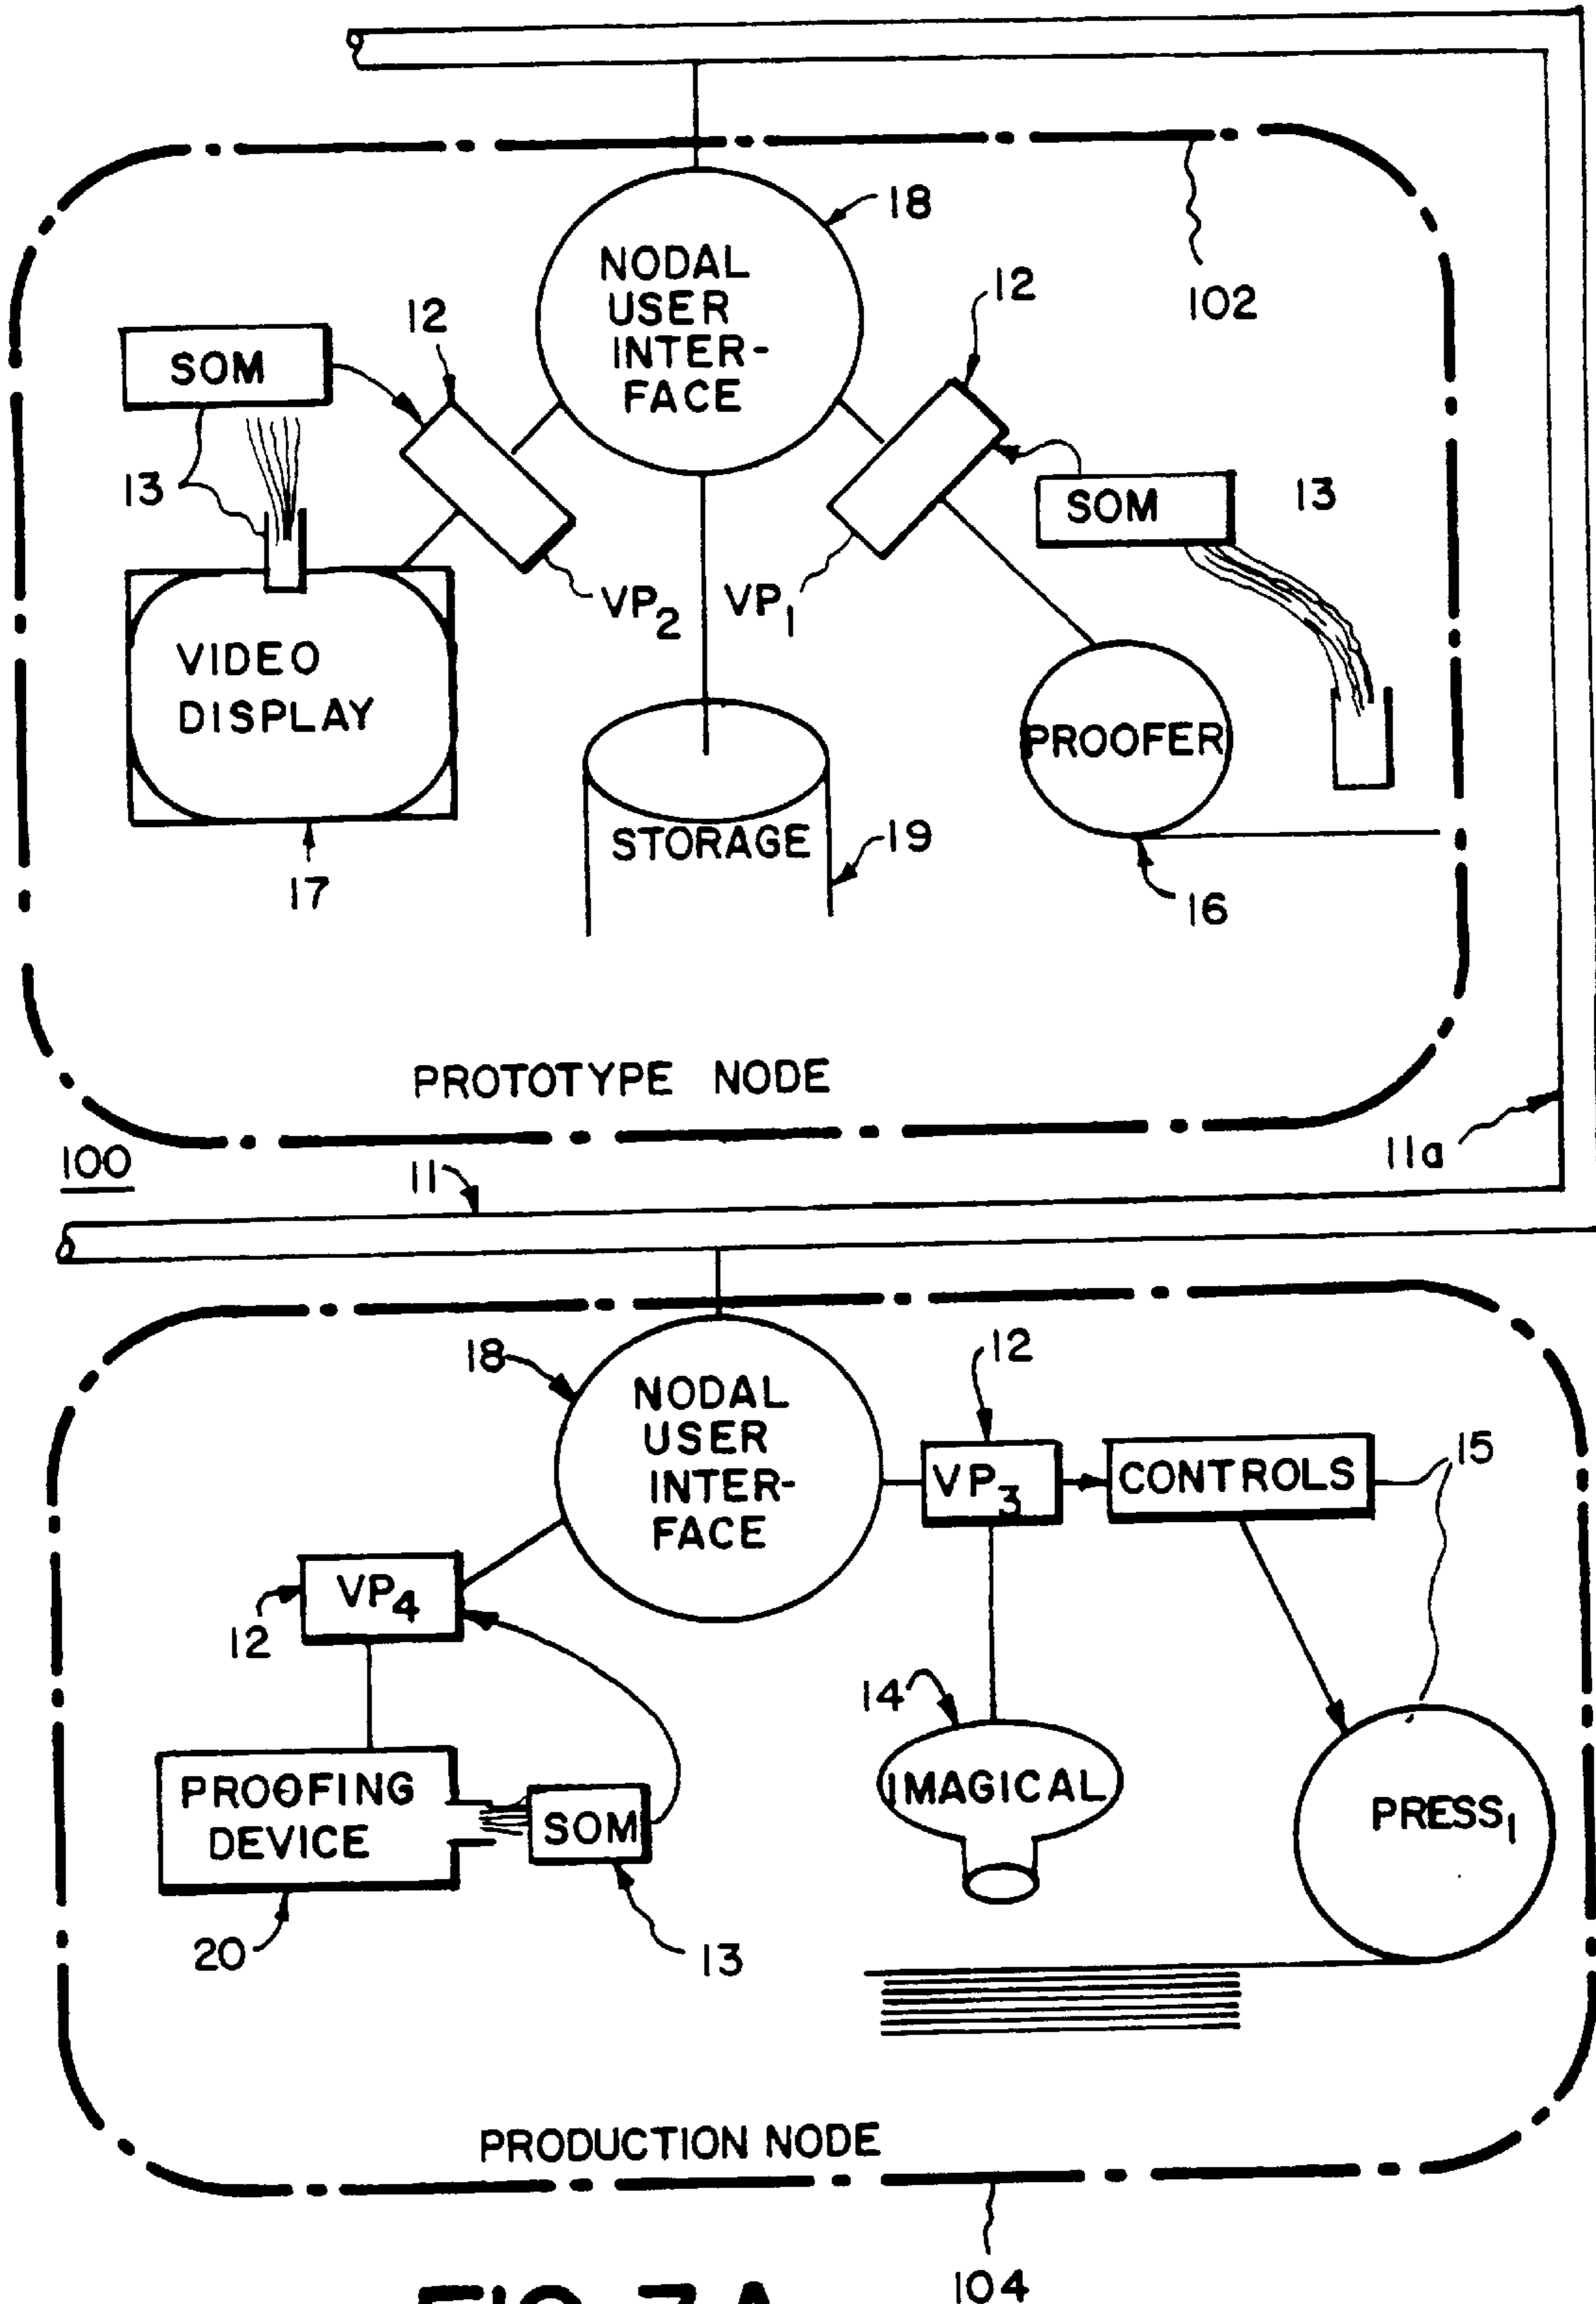 18
NODAL
USER
INTER-
FACE
12
12
102
SOM
13
SOM
13
VP2
VP1
VIDEO
DISPLAY
PROOFER
STORAGE
19
17
16
PROTOTYPE NODE
100
11
11a
18
NODAL
USER
INTER-
FACE
12
VP3
CONTROLS
15
VP4
12
14
IMAGICAL
PROOFING
DEVICE
SOM
PRESS1
20
13
PRODUCTION NODE
104